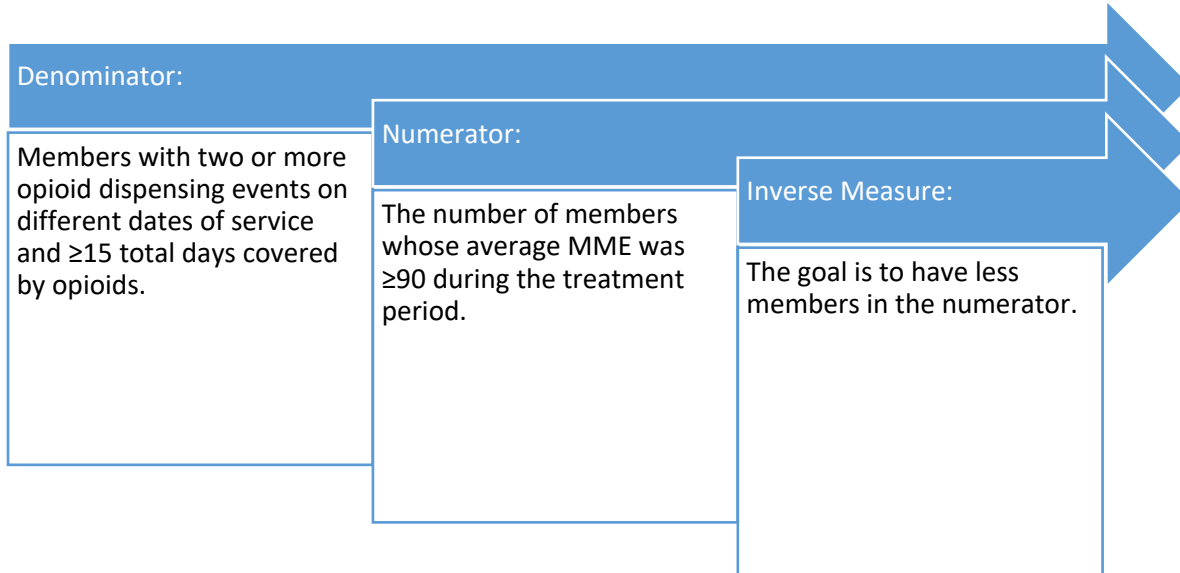 Denominator:
Members with two or more
opioid dispensing events on
different dates of service
and ≥15 total days covered
by opioids.
Numerator:
The number of members
whose average MME was
≥90 during the treatment
period.
Inverse Measure:
The goal is to have less
members in the numerator.